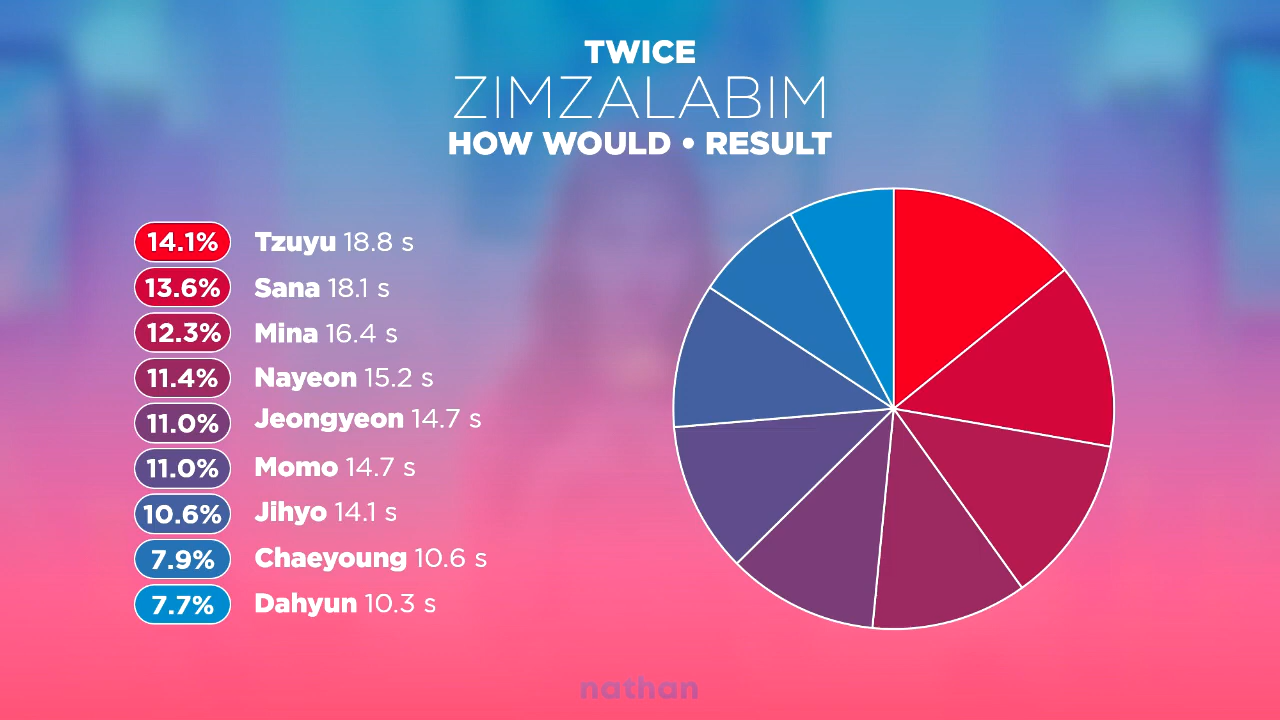 TWICE
ZIMZALABIM
HOW WOULD • RESULT
14.1% Tzuyu 18.8 s
13.6% Sana 18.1 s
12.3% Mina 16.4 s
11.4% Nayeon 15.2 s
11.0% Jeongyeon 14.7 s
11.0% Momo 14.7 s
10.6% Jihyo 14.1 s
7.9% Chaeyoung 10.6 s
7.7% Dahyun 10.3 s
nathan